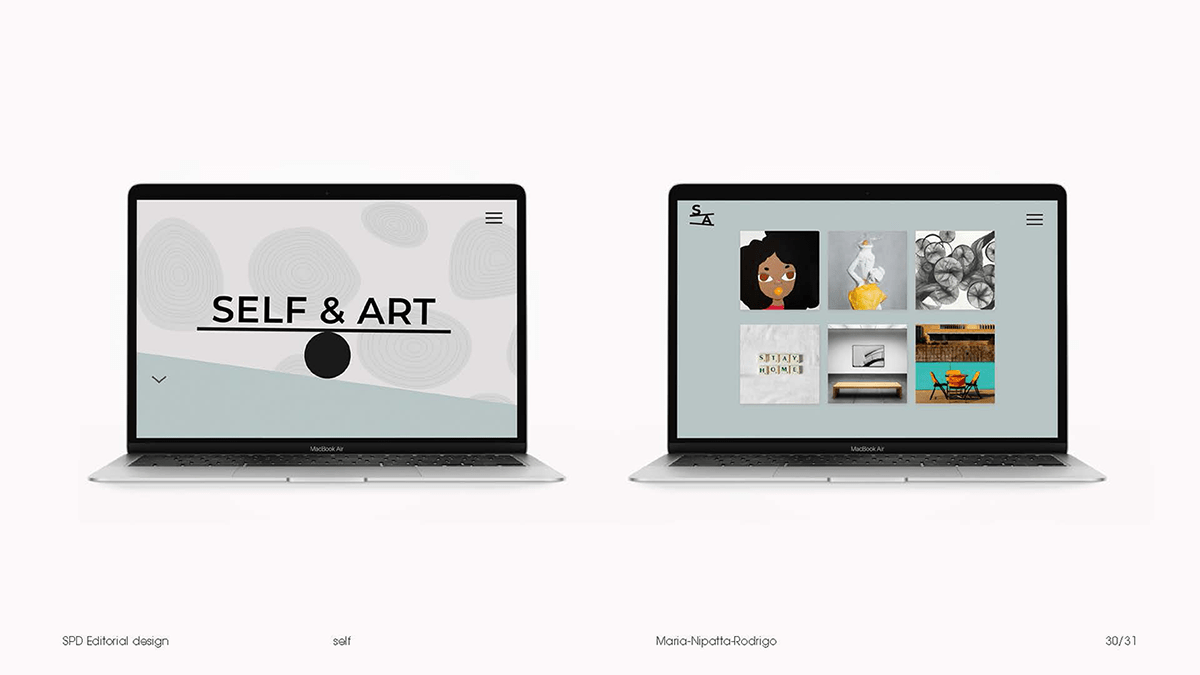 SELF & ART
MacBook Air
S
A
STAY
HOME
MacBook Air
SPD Editorial design
self
Maria-Nipatta-Rodrigo
30/31